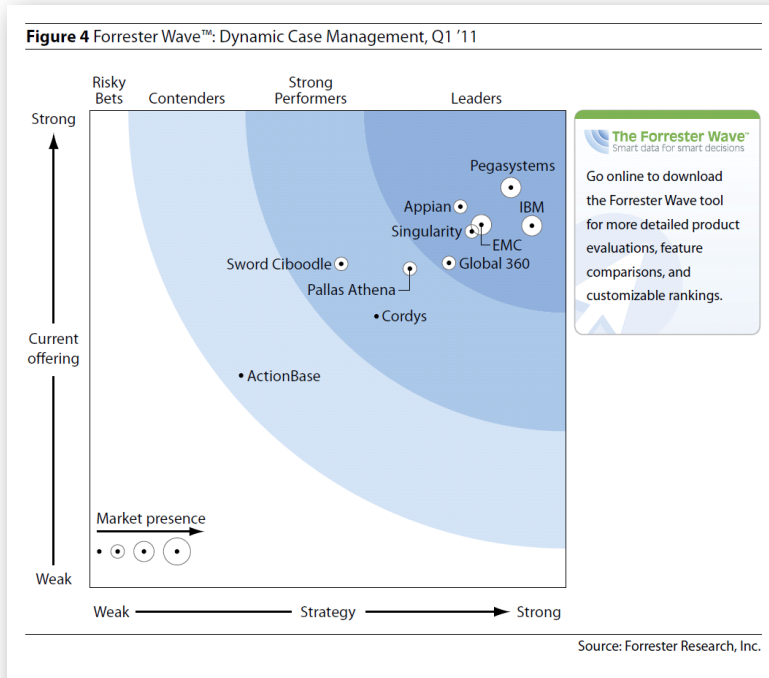 Figure 4 Forrester Wave™: Dynamic Case Management, Q1 ’11
Risky
Bets
Contenders
Strong
Performers
Leaders
Strong
Current
offering
Weak
Pegasystems
Appian
IBM
Singularity
EMC
Global 360
Sword Ciboodle
Pallas Athena
Cordys
ActionBase
Market presence
Weak
Strategy
Strong
The Forrester Wave™
Smart data for smart decisions
Go online to download
the Forrester Wave tool
for more detailed product
evaluations, feature
comparisons, and
customizable rankings.
Source: Forrester Research, Inc.